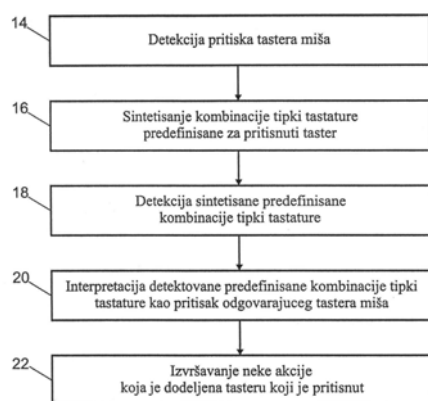 14
Detekcija pritiska tastera miša
16
Sintetisanje kombinacije tipki tastature
predefinisane za pritisnuti taster
18
Detekcija sintetisane predefinisane
kombinacije tipki tastature
20
Interpretacija detektovane predefinisane kombinacije tipki
tastature kao pritisak odgovarajuceg tastera miša
22
Izvršavanje neke akcije
koja je dodeljena tasteru koji je pritisnut